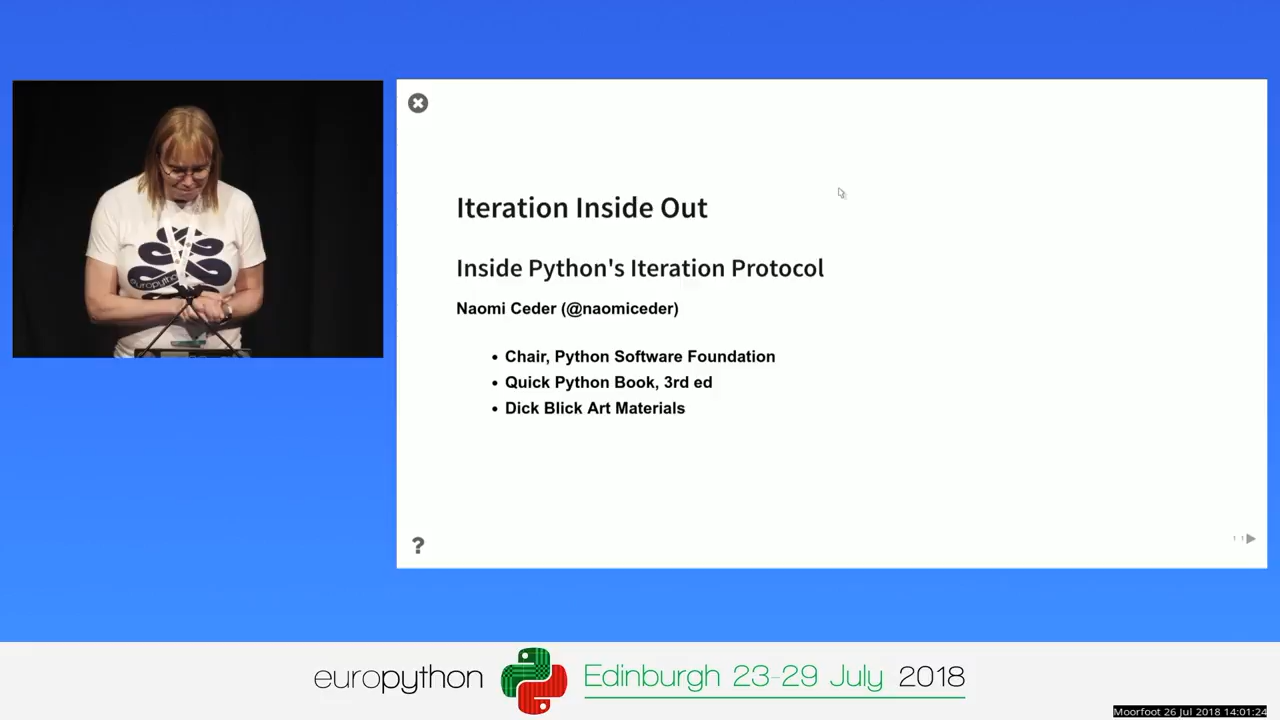 Iteration Inside Out
Inside Python's Iteration Protocol
Naomi Ceder (@naomiceder)
• Chair, Python Software Foundation
• Quick Python Book, 3rd ed
• Dick Blick Art Materials
?
europython
europython Edinburgh 23-29 July 2018
Moorfoot 26 Jul 2018 14:01:24